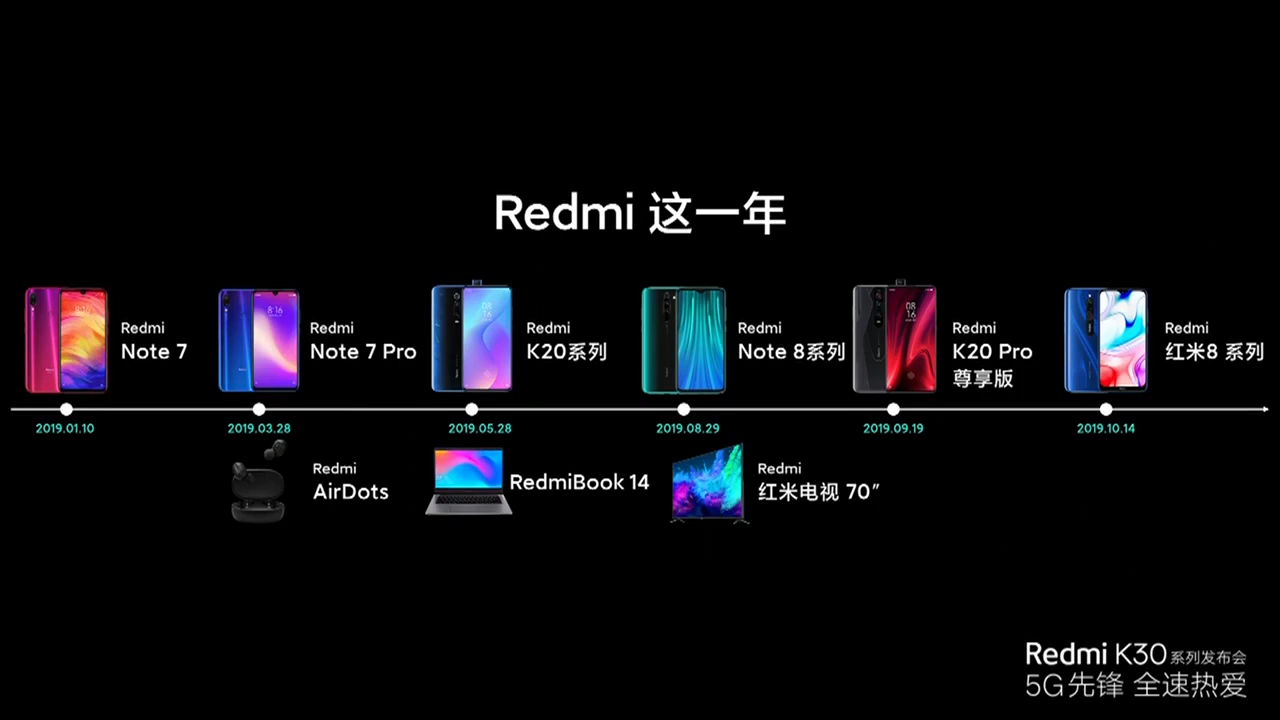 Redmi 这一年
Redmi
Note 7
Redmi
Note 7 Pro
Redmi
K20系列
Redmi
Note 8系列
Redmi
K20 Pro
尊享版
Redmi
红米8 系列
2019.01.10
2019.03.28
2019.05.28
2019.08.29
2019.09.19
2019.10.14
Redmi
AirDots
RedmiBook 14
Redmi
红米电视 70”
Redmi K30 系列发布会
5G先锋 全速热爱